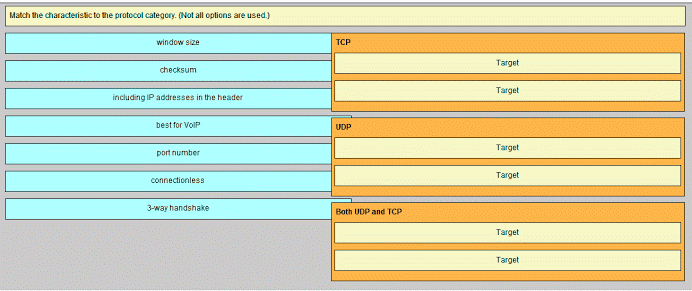 Match the characteristic to the protocol category. (Not all options are used.)
window size
checksum
including IP addresses in the header
best for VoIP
port number
connectionless
3-way handshake
TCP
Target
Target
UDP
Target
Target
Both UDP and TCP
Target
Target